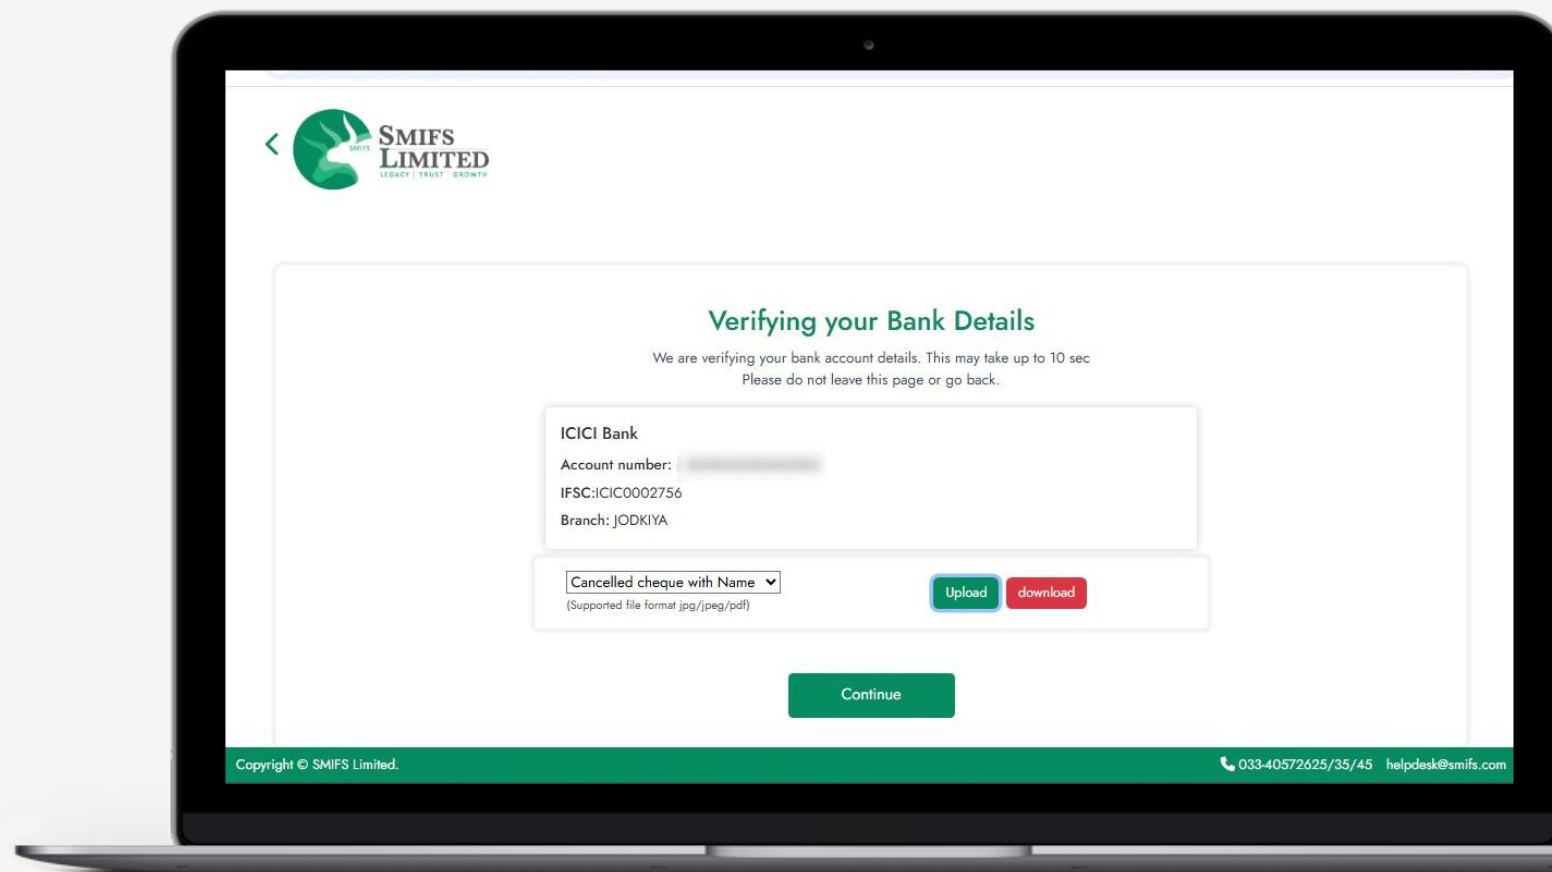 SMIFS
SMIFS
LIMITED
LEGACY | TRUST | GROWTH
Verifying your Bank Details
We are verifying your bank account details. This may take up to 10 sec
Please do not leave this page or go back.
ICICI Bank
Account number:
IFSC:ICIC0002756
Branch: JODKIYA
Cancelled cheque with Name
(Supported file format jpg/jpeg/pdf)
Upload
download
Continue
Copyright © SMIFS Limited.
033-40572625/35/45 helpdesk@smifs.com